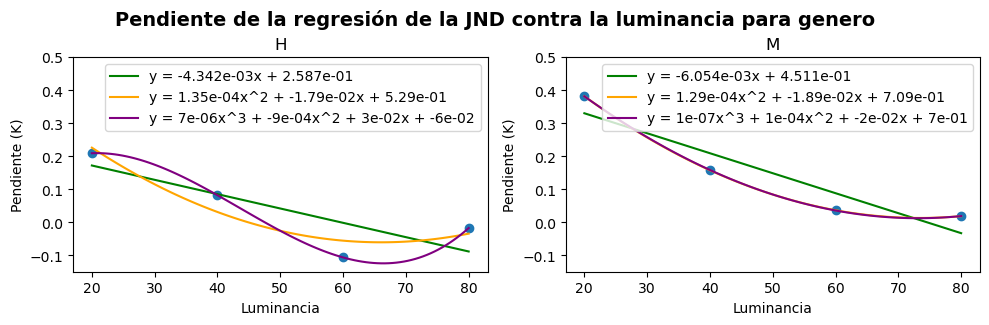 Pendiente de la regresión de la JND contra la luminancia para genero
H
y = -4.342e-03x + 2.587e-01
y = 1.35e-04x^2 + -1.79e-02x + 5.29e-01
y = 7e-06x^3 + -9e-04x^2 + 3e-02x + -6e-02
Pendiente (K)
0.5
0.4
0.3
0.2
0.1
0.0
−0.1
20 30 40 50 60 70 80
Luminancia
M
y = -6.054e-03x + 4.511e-01
y = 1.29e-04x^2 + -1.89e-02x + 7.09e-01
y = 1e-07x^3 + 1e-04x^2 + -2e-02x + 7e-01
Pendiente (K)
0.5
0.4
0.3
0.2
0.1
0.0
−0.1
20 30 40 50 60 70 80
Luminancia